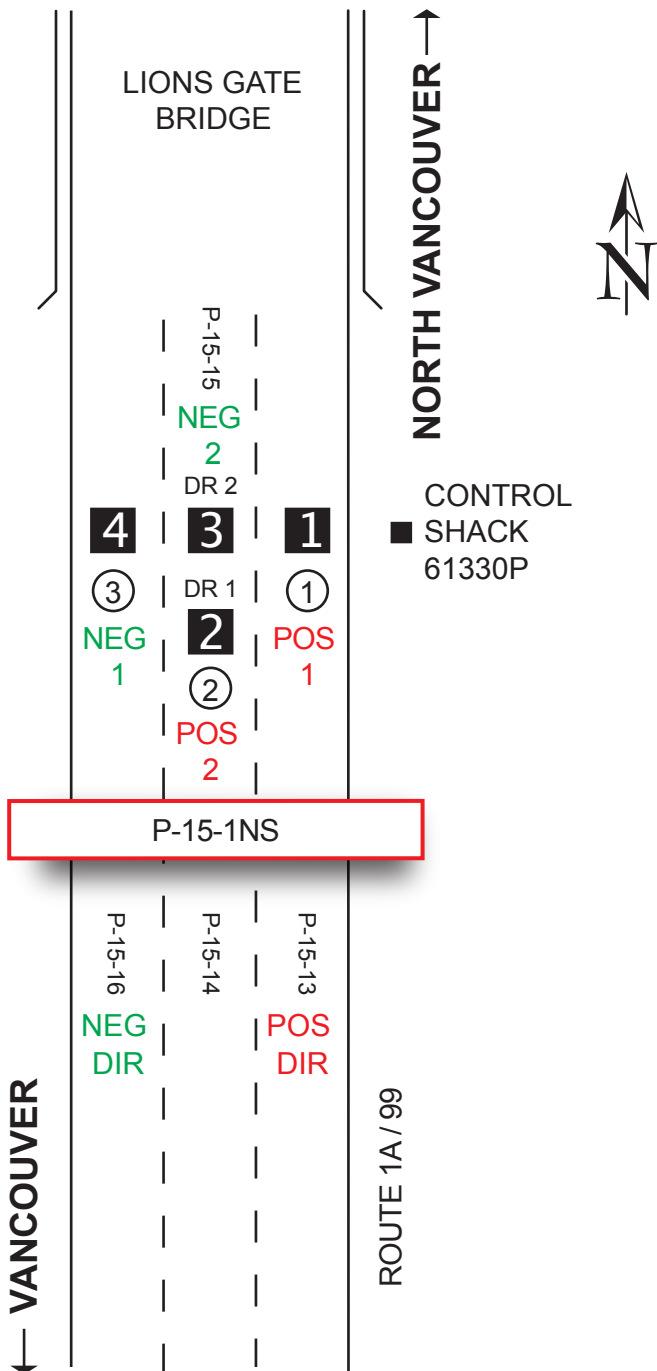 LIONS GATE
BRIDGE
NORTH VANCOUVER
N
P-15-15
NEG
2
DR 2
4
3
1
CONTROL
SHACK
61330P
3
DR 1
1
NEG
1
2
POS
1
2
POS
2
P-15-1NS
P-15-16
P-15-14
P-15-13
NEG
DIR
POS
DIR
VANCOUVER
ROUTE 1A / 99